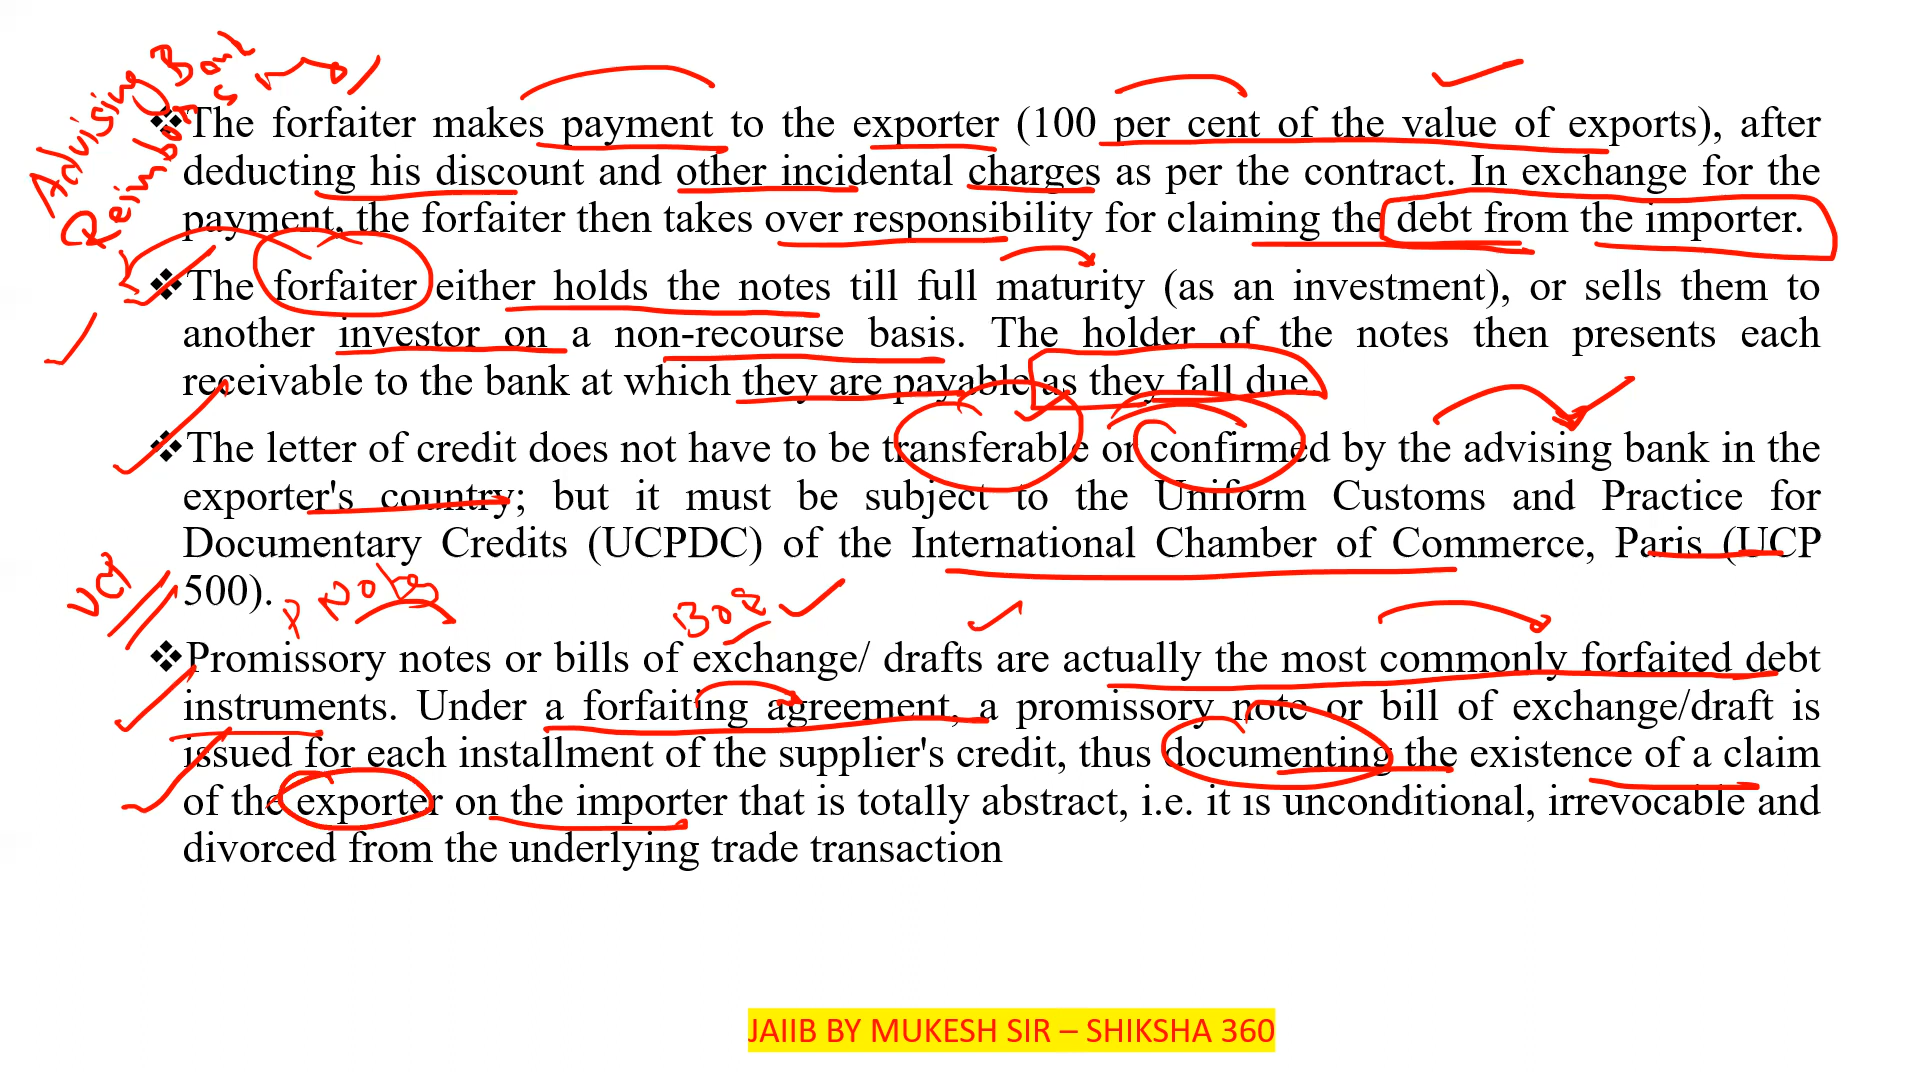 Advising Bank
Reimb
❖The forfaiter makes payment to the exporter (100 per cent of the value of exports), after
deducting his discount and other incidental charges as per the contract. In exchange for the
payment, the forfaiter then takes over responsibility for claiming the debt from the importer.
❖The forfaiter either holds the notes till full maturity (as an investment), or sells them to
another investor on a non-recourse basis. The holder of the notes then presents each
receivable to the bank at which they are payable as they fall due.
❖The letter of credit does not have to be transferable or confirmed by the advising bank in the
exporter's country; but it must be subject to the Uniform Customs and Practice for
Documentary Credits (UCPDC) of the International Chamber of Commerce, Paris (UCP
500).
UCP
P Notes
BOE
❖Promissory notes or bills of exchange/ drafts are actually the most commonly forfaited debt
instruments. Under a forfaiting agreement, a promissory note or bill of exchange/draft is
issued for each installment of the supplier's credit, thus documenting the existence of a claim
of the exporter on the importer that is totally abstract, i.e. it is unconditional, irrevocable and
divorced from the underlying trade transaction
JAIIB BY MUKESH SIR – SHIKSHA 360